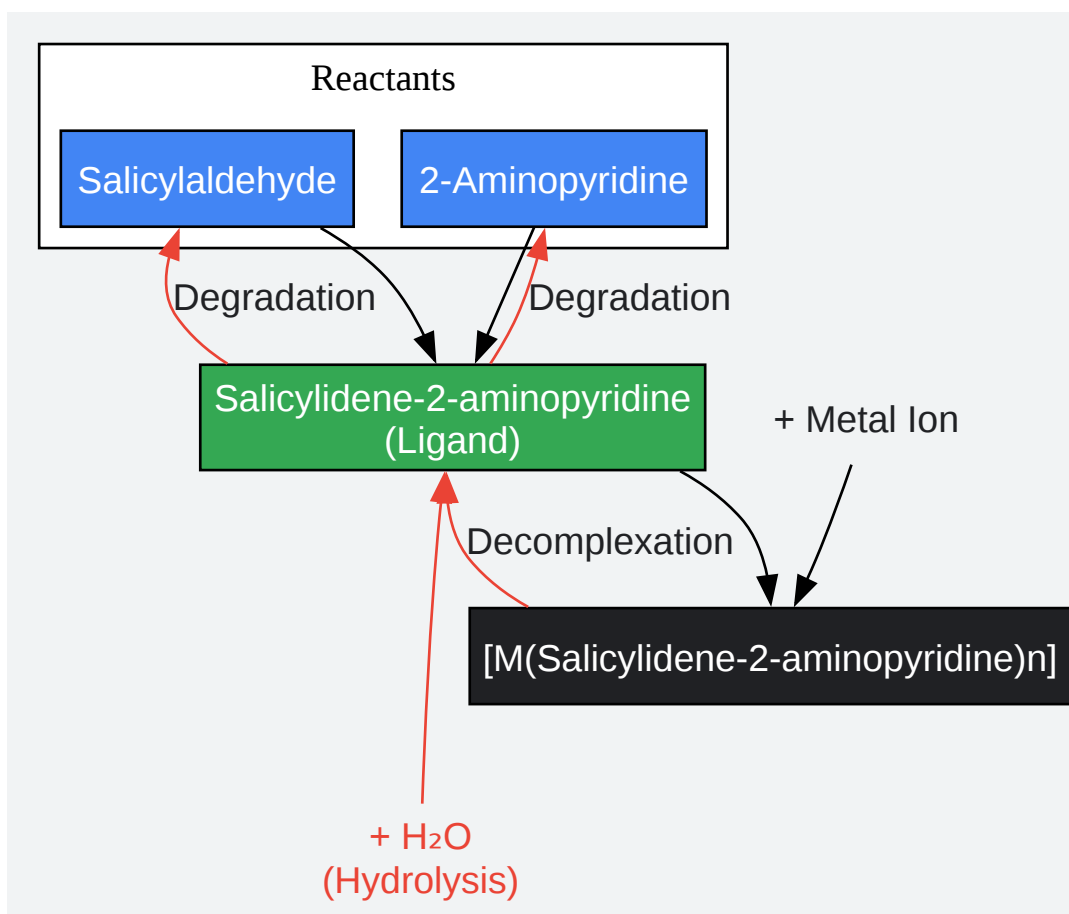 Reactants
Salicylaldehyde
2-Aminopyridine
Degradation
Degradation
Salicylidene-2-aminopyridine
(Ligand)
+ Metal Ion
Decomplexation
[M(Salicylidene-2-aminopyridine)n]
+ H₂O
(Hydrolysis)